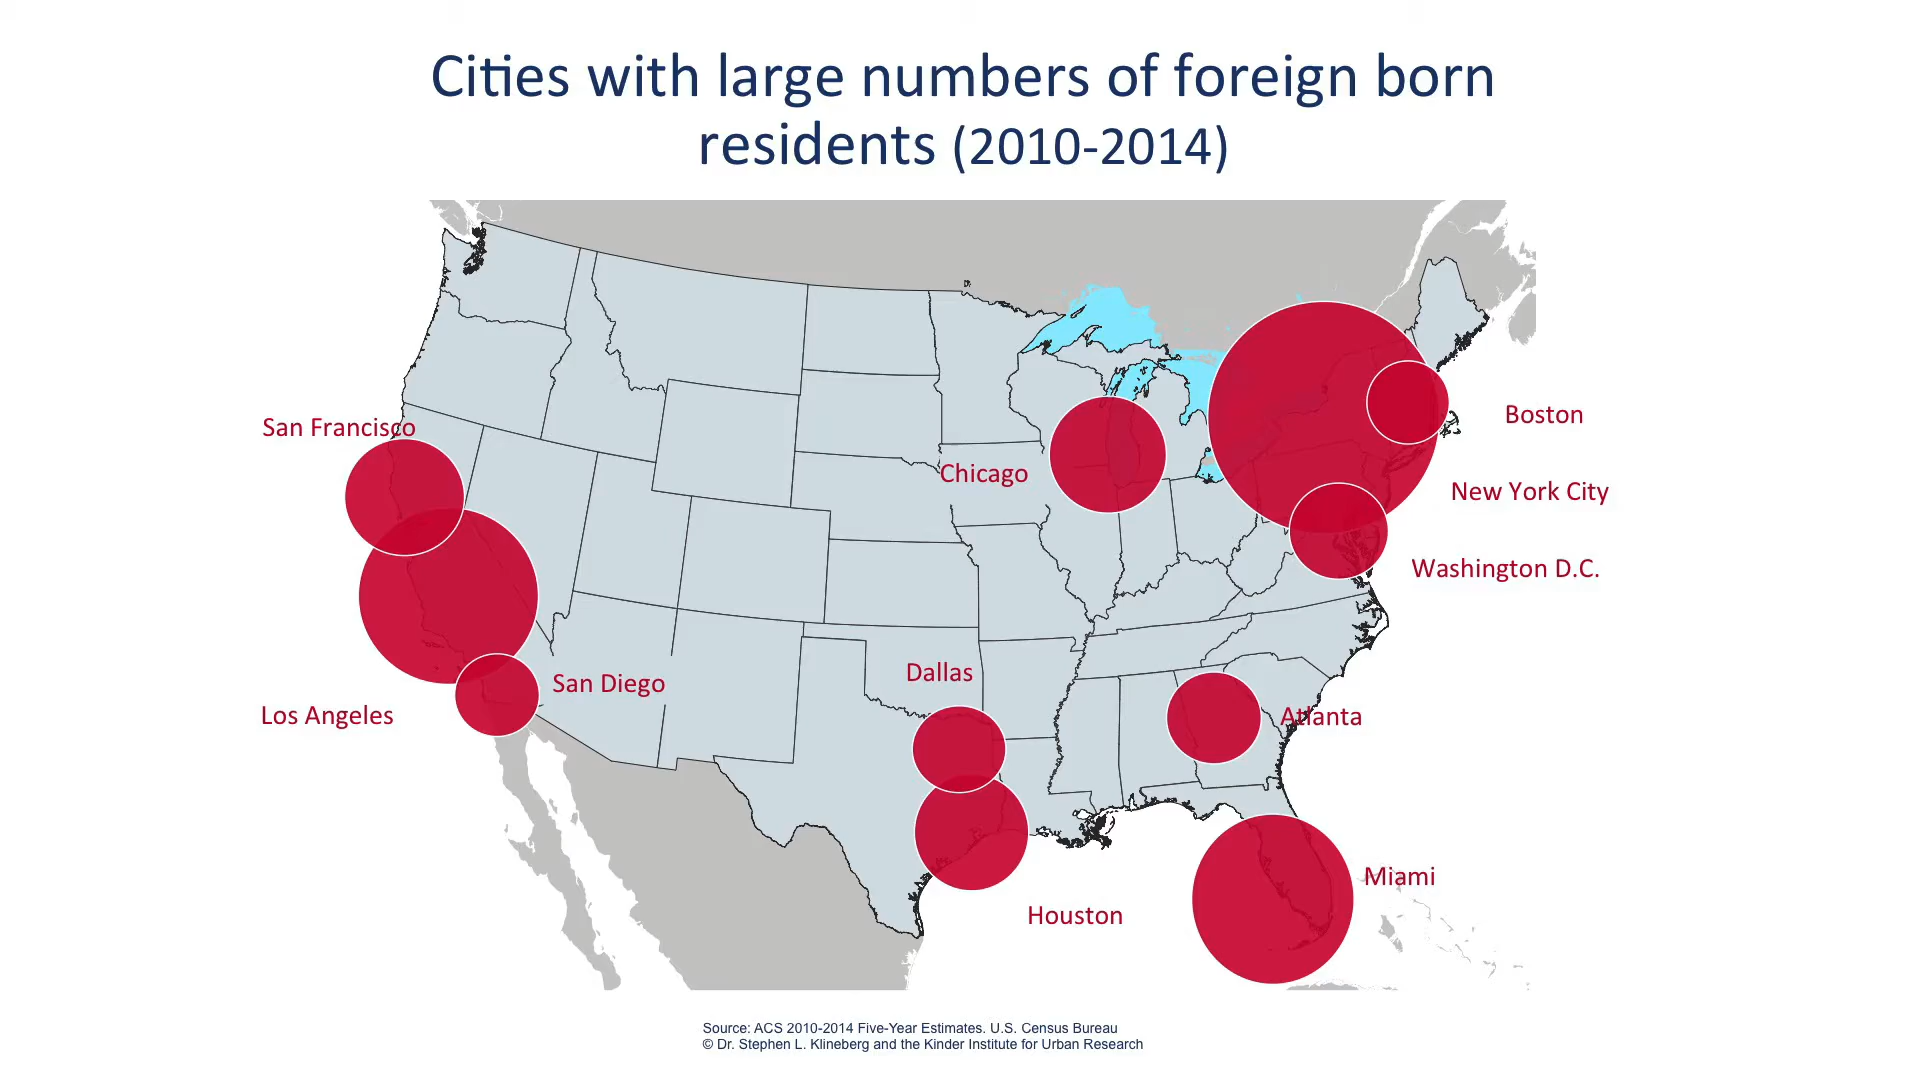 Cities with large numbers of foreign born
residents (2010-2014)
San Francisco
Boston
Chicago
New York City
Washington D.C.
Dallas
San Diego
Los Angeles
Atlanta
Miami
Houston
Source: ACS 2010-2014 Five-Year Estimates. U.S. Census Bureau
© Dr. Stephen L. Klineberg and the Kinder Institute for Urban Research